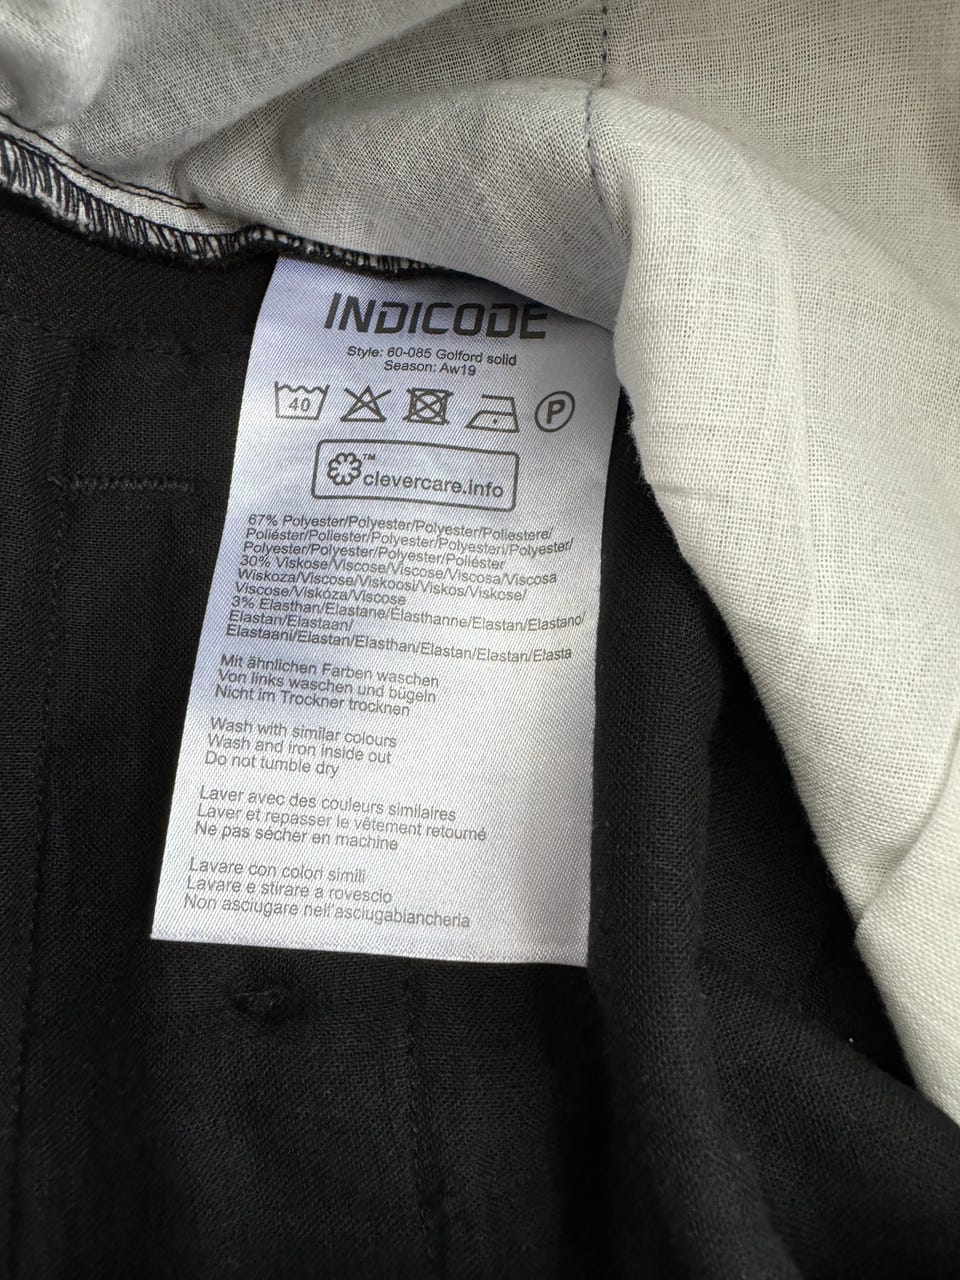 INDICODE
Style: 60-085 Golford solid
Season: Aw19
40
P
™
clevercare.info
67% Polyester/Polyester/Polyester/Poliestere/
Poliéster/Poliester/Polyester/Polyesteri/Polyester/
Polyester/Polyester/Polyester/Poliéster
30% Viskose/Viscose/Viscose/Viscosa/Viscosa
Wiskoza/Viscose/Viskoosi/Viskos/Viskose/
Viscose/Viskóza/Viscose
3% Elasthan/Elastane/Elasthanne/Elastan/Elastano/
Elastan/Elastaan/
Elastaani/Elastan/Elasthan/Elastan/Elastan/Elasta
Mit ähnlichen Farben waschen
Von links waschen und bügeln
Nicht im Trockner trocknen
Wash with similar colours
Wash and iron inside out
Do not tumble dry
Laver avec des couleurs similaires
Laver et repasser le vêtement retourné
Ne pas sécher en machine
Lavare con colori simili
Lavare e stirare a rovescio
Non asciugare nell'asciugabiancheria